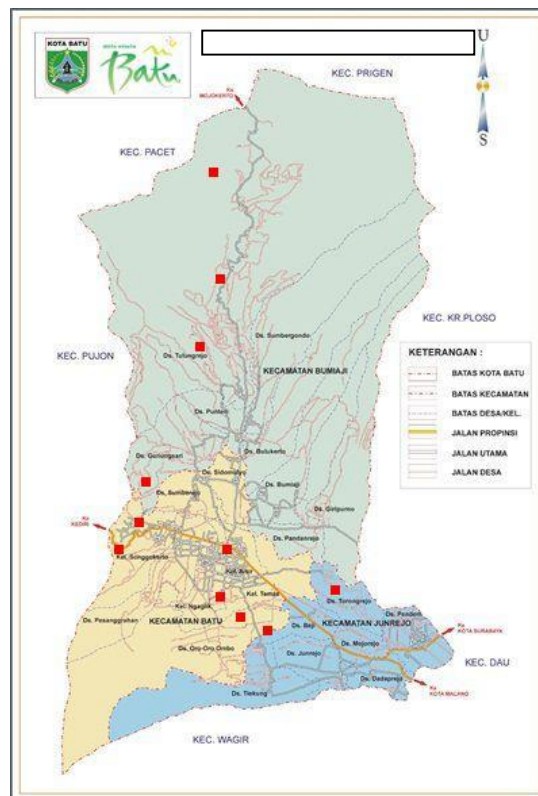 KOTA BATU
Batu
U
S
KEC. PRIGEN
Ke
MOJOKERTO
KEC. PACET
KEC. KR.PLOSO
Ds. Sumbergondo
KEC. PUJON
Ds. Tulungrejo
KECAMATAN BUMIAJI
KETERANGAN :
BATAS KOTA BATU
BATAS KECAMATAN
BATAS DESA/KEL.
JALAN PROPINSI
JALAN UTAMA
JALAN DESA
Ds. Punten
Ds. Bulukerto
Ds. Gunungsari
Ds. Sidomulyo
Ds. Bumiaji
Ds. Sumberejo
Ds. Giripurno
Ke
KEDIRI
Ds. Pandanrejo
Kel. Songgokerto
Kel. Sisir
Kel. Temas
Ds. Torongrejo
Kel. Ngaglik
Ds. Pesanggrahan
KECAMATAN BATU
Ds. Beji
KECAMATAN JUNREJO
Ds. Pendem
Ke
KOTA SURABAYA
Ds. Mojorejo
Ds. Oro-Oro Ombo
Ds. Junrejo
KEC. DAU
Ds. Tlekung
Ds. Dadaprejo
Ke
KOTA MALANG
KEC. WAGIR